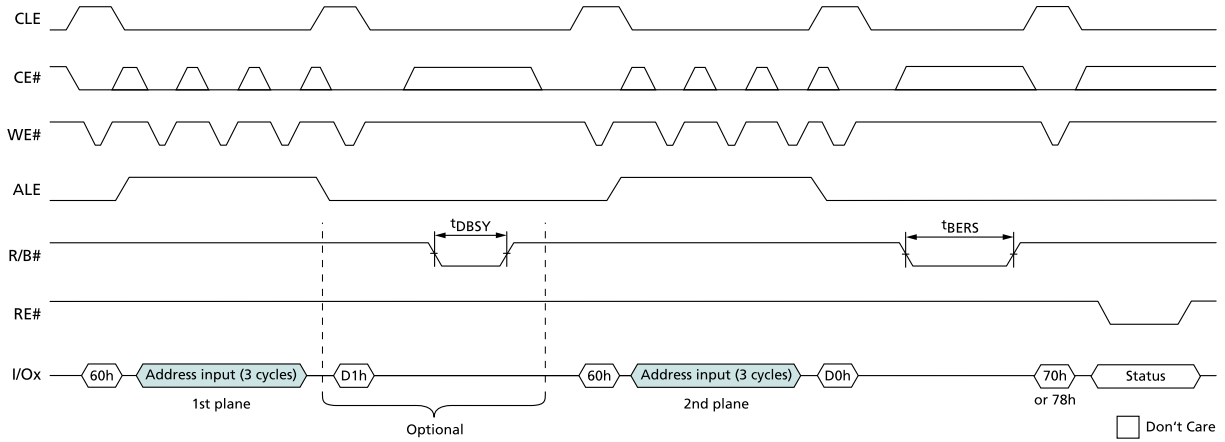 CLE
CE#
WE#
ALE
R/B#
tDBSY
tBERS
RE#
I/Ox
60h
Address input (3 cycles)
D1h
60h
Address input (3 cycles)
D0h
70h
Status
1st plane
2nd plane
or 78h
Optional
Don't Care